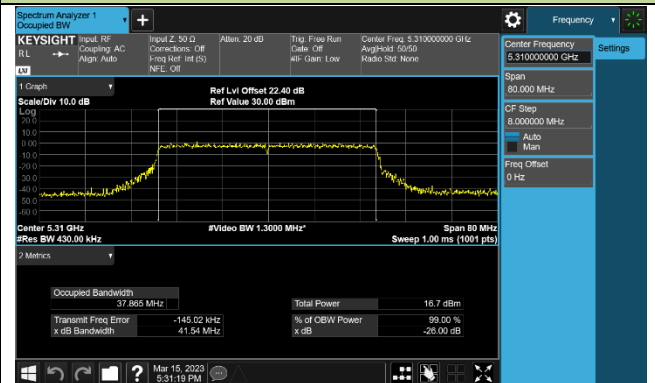 Spectrum Analyzer 1
Occupied BW
Frequency
KEYSIGHT
RL
LXI
Input: RF
Coupling: AC
Align: Auto
Input Z: 50 Ω
Corrections: Off
Freq Ref: Int (S)
NFE: Off
Atten: 20 dB
Trig: Free Run
Gate: Off
#IF Gain: Low
Center Freq: 5.310000000 GHz
Avg|Hold: 50/50
Radio Std: None
Center Frequency
5.310000000 GHz
Settings
Span
80.000 MHz
CF Step
8.000000 MHz
Auto
Man
Freq Offset
0 Hz
1 Graph
Scale/Div 10.0 dB
Ref Lvl Offset 22.40 dB
Ref Value 30.00 dBm
Log
20.0
10.0
0.00
-10.0
-20.0
-30.0
-40.0
-50.0
-60.0
Center 5.31 GHz
#Video BW 1.3000 MHz*
Span 80 MHz
#Res BW 430.00 kHz
Sweep 1.00 ms (1001 pts)
2 Metrics
Occupied Bandwidth
37.865 MHz
Total Power
16.7 dBm
Transmit Freq Error
-145.02 kHz
% of OBW Power
99.00 %
x dB Bandwidth
41.54 MHz
x dB
-26.00 dB
?
Mar 15, 2023
5:31:19 PM